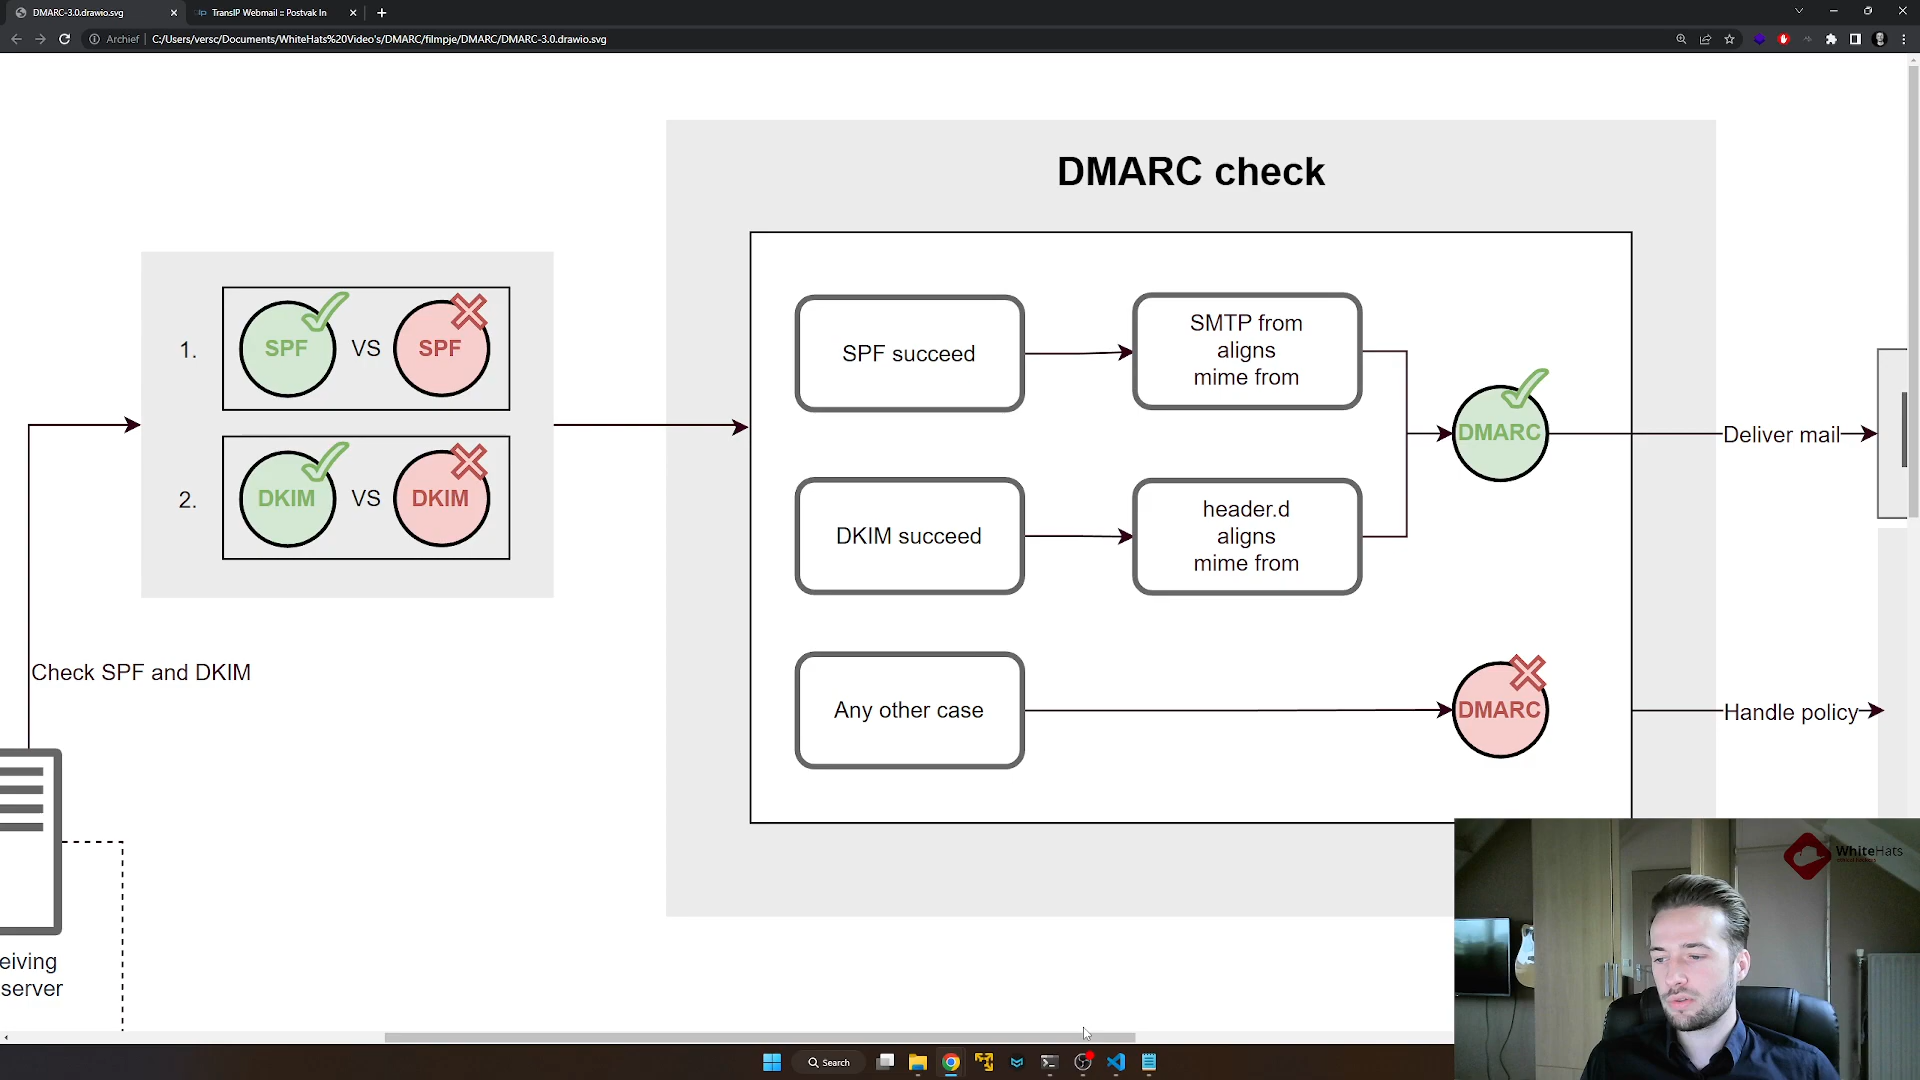 DMARC-3.0.drawio.svg
TransIP Webmail :: Postvak In
Archief
C:/Users/versc/Documents/WhiteHats%20Video's/DMARC/filmpje/DMARC/DMARC-3.0.drawio.svg
DMARC check
1.
SPF
VS
SPF
2.
DKIM
VS
DKIM
SPF succeed
SMTP from
aligns
mime from
DMARC
Deliver mail
DKIM succeed
header.d
aligns
mime from
Any other case
DMARC
Handle policy
Check SPF and DKIM
eiving
server
WhiteHats
Search